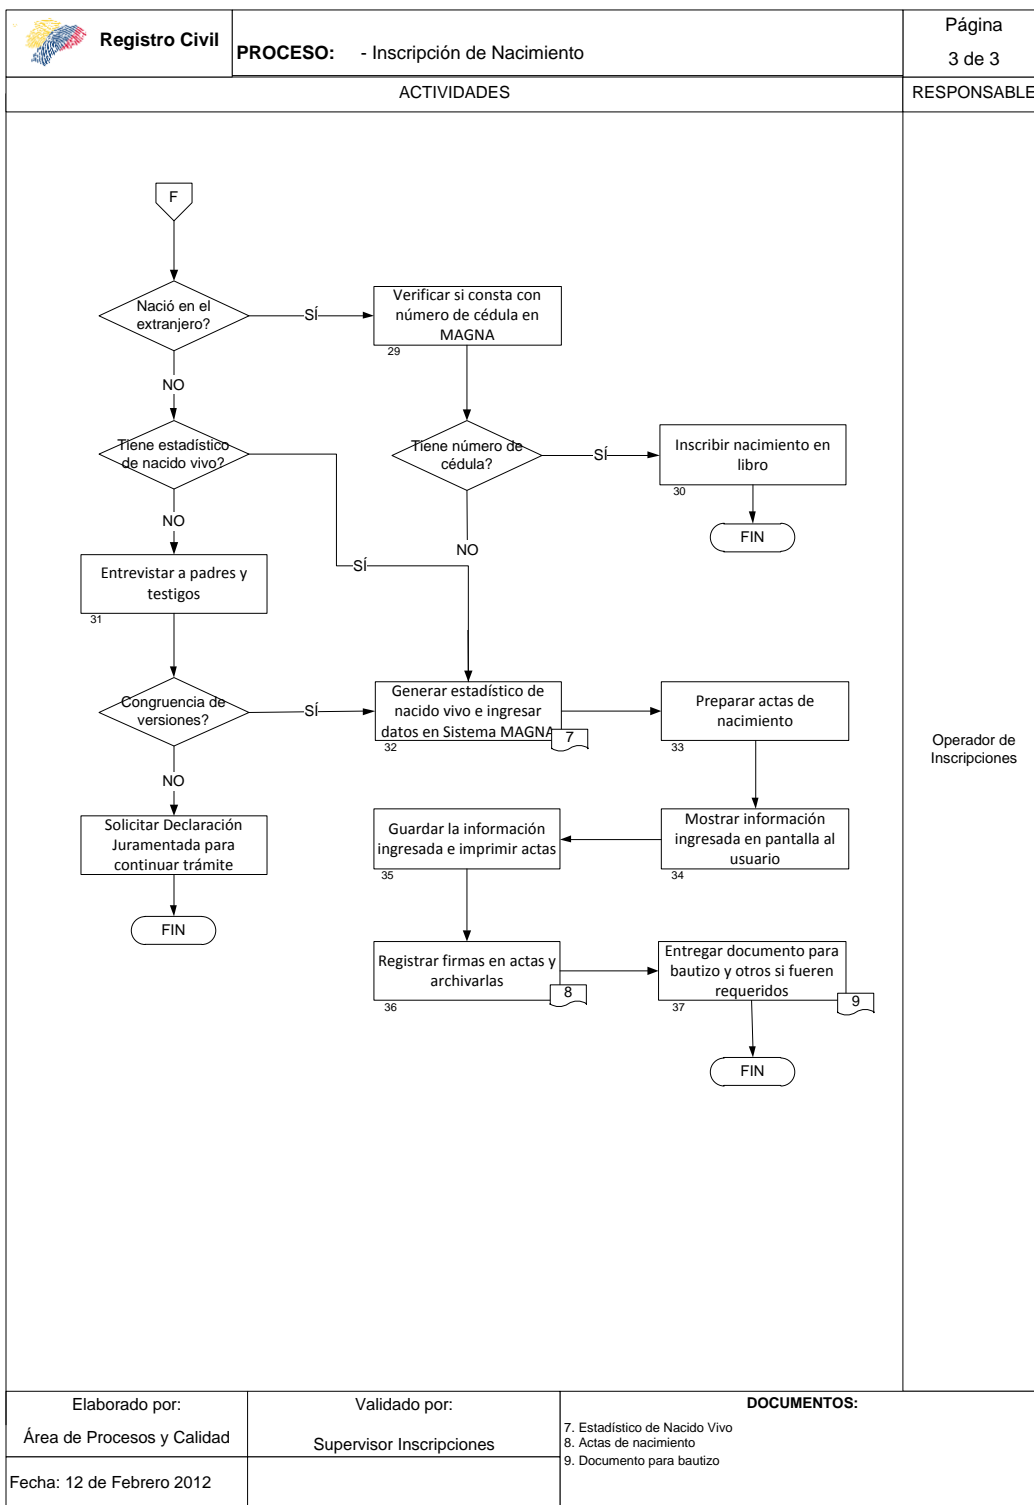 Registro Civil
PROCESO: - Inscripción de Nacimiento
Página
3 de 3
ACTIVIDADES
RESPONSABLE
F
Nació en el
extranjero?
SÍ
Verificar si consta con
número de cédula en
MAGNA
29
NO
Tiene estadístico
de nacido vivo?
Tiene número de
cédula?
SÍ
Inscribir nacimiento en
libro
30
NO
FIN
NO
SÍ
Entrevistar a padres y
testigos
31
Congruencia de
versiones?
SÍ
Generar estadístico de
nacido vivo e ingresar
datos en Sistema MAGNA
32
7
Preparar actas de
nacimiento
33
Operador de
Inscripciones
NO
Solicitar Declaración
Juramentada para
continuar trámite
Guardar la información
ingresada e imprimir actas
35
Mostrar información
ingresada en pantalla al
usuario
34
FIN
Registrar firmas en actas y
archivarlas
36
8
Entregar documento para
bautizo y otros si fueren
requeridos
37
9
FIN
Elaborado por:
Área de Procesos y Calidad
Validado por:
Supervisor Inscripciones
DOCUMENTOS:
7. Estadístico de Nacido Vivo
8. Actas de nacimiento
9. Documento para bautizo
Fecha: 12 de Febrero 2012